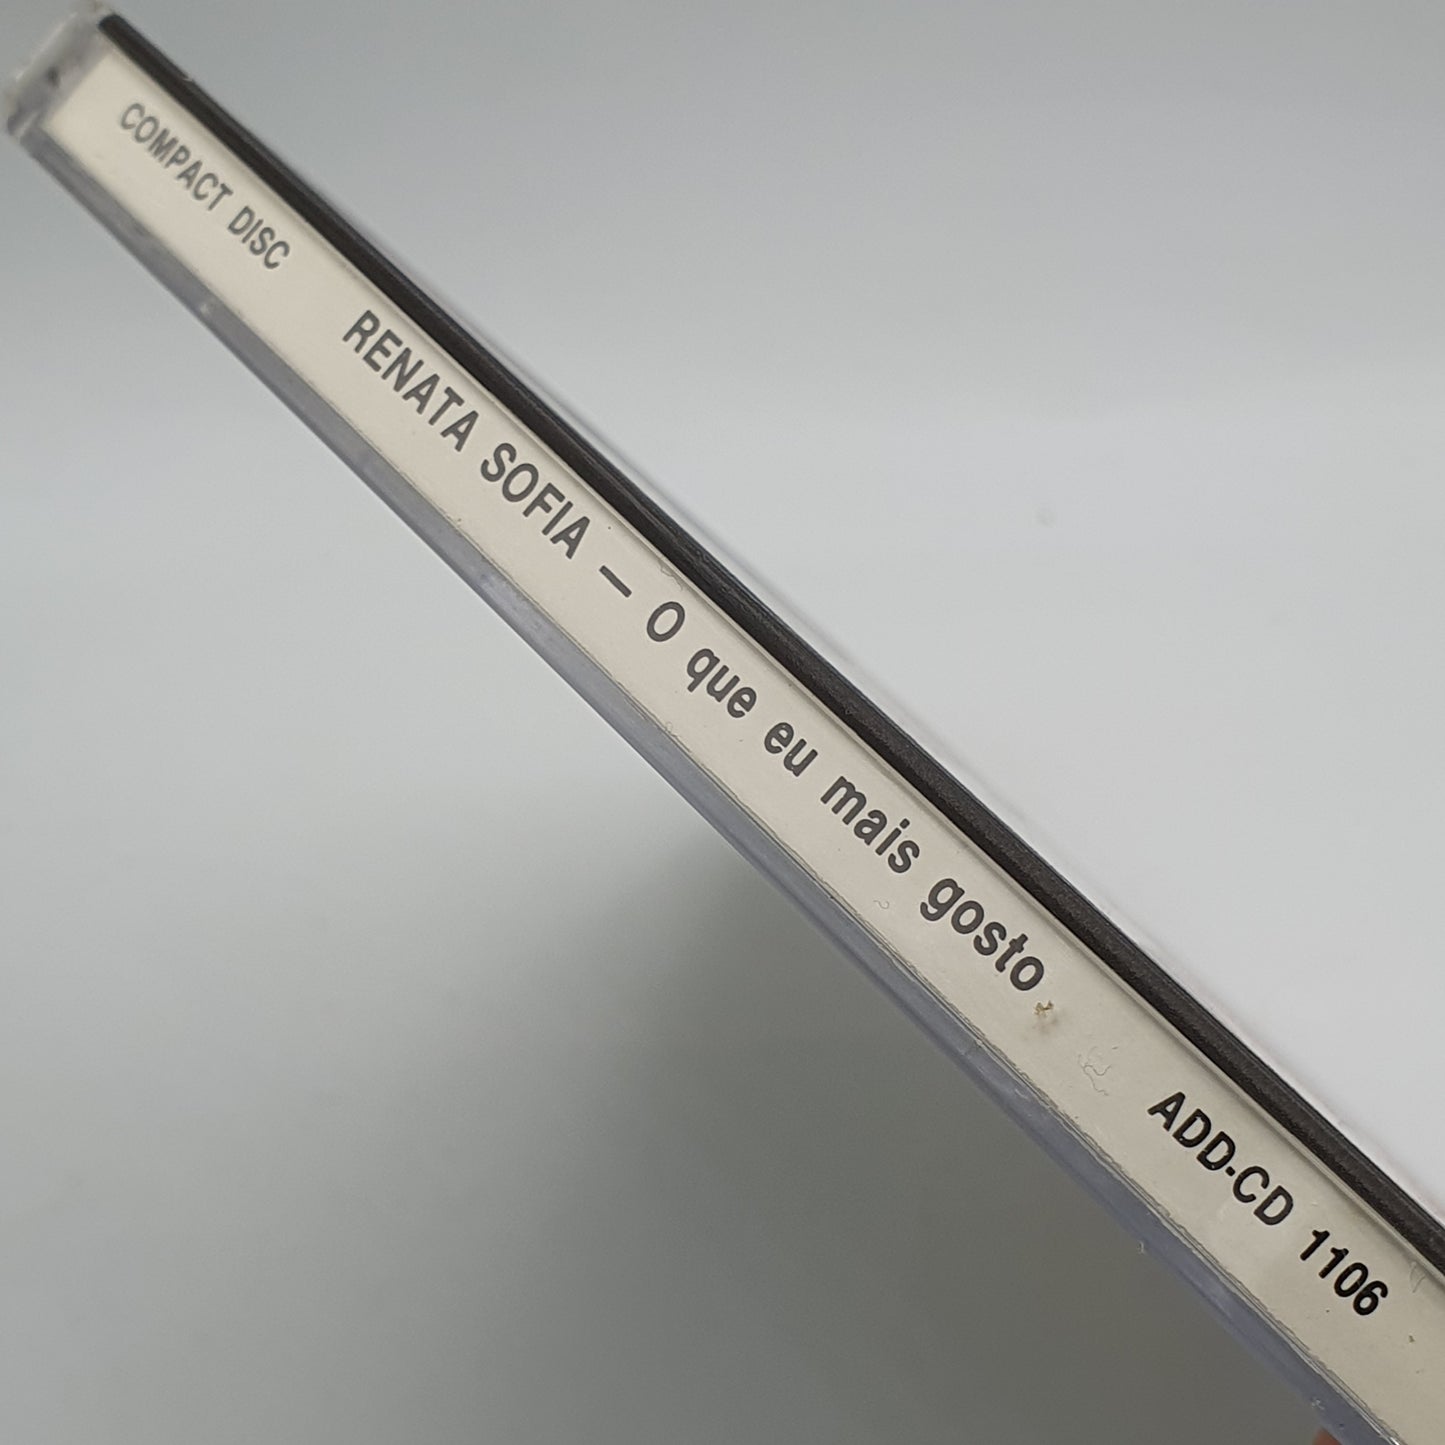 COMPACT DISC RENATA SOFIA – O que eu mais gosto ADD-CD 1106